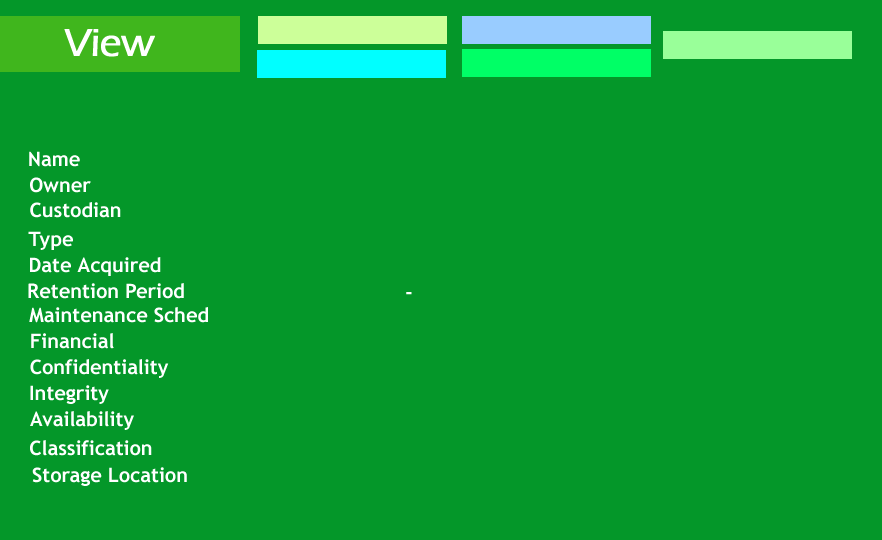 View
Name
Owner
Custodian
Type
Date Acquired
Retention Period -
Maintenance Sched
Financial
Confidentiality
Integrity
Availability
Classification
Storage Location